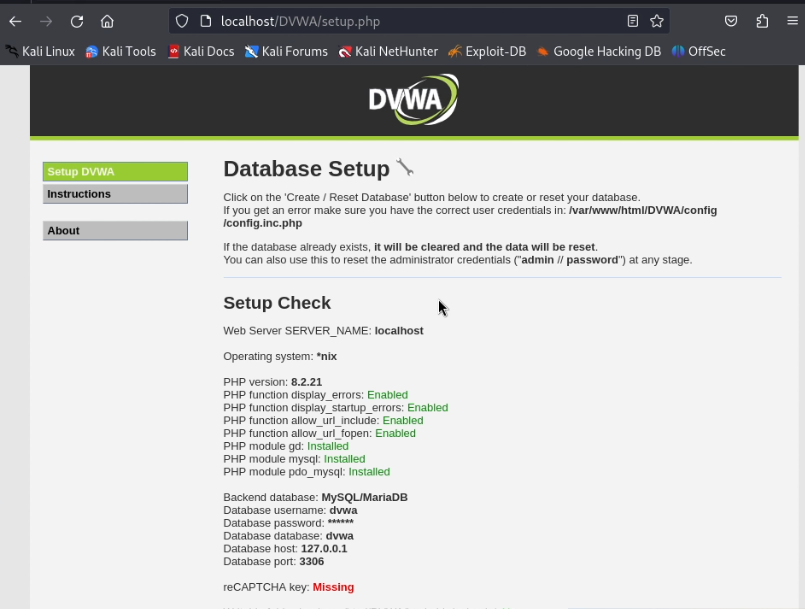 localhost/DVWA/setup.php
Kali Linux Kali Tools Kali Docs Kali Forums Kali NetHunter Exploit-DB Google Hacking DB OffSec
DVWA
Setup DVWA
Instructions
About
Database Setup
Click on the 'Create / Reset Database' button below to create or reset your database.
If you get an error make sure you have the correct user credentials in: /var/www/html/DVWA/config
/config.inc.php
If the database already exists, it will be cleared and the data will be reset.
You can also use this to reset the administrator credentials ("admin // password") at any stage.
Setup Check
Web Server SERVER_NAME: localhost
Operating system: *nix
PHP version: 8.2.21
PHP function display_errors: Enabled
PHP function display_startup_errors: Enabled
PHP function allow_url_include: Enabled
PHP function allow_url_fopen: Enabled
PHP module gd: Installed
PHP module mysql: Installed
PHP module pdo_mysql: Installed
Backend database: MySQL/MariaDB
Database username: dvwa
Database password: ******
Database database: dvwa
Database host: 127.0.0.1
Database port: 3306
reCAPTCHA key: Missing